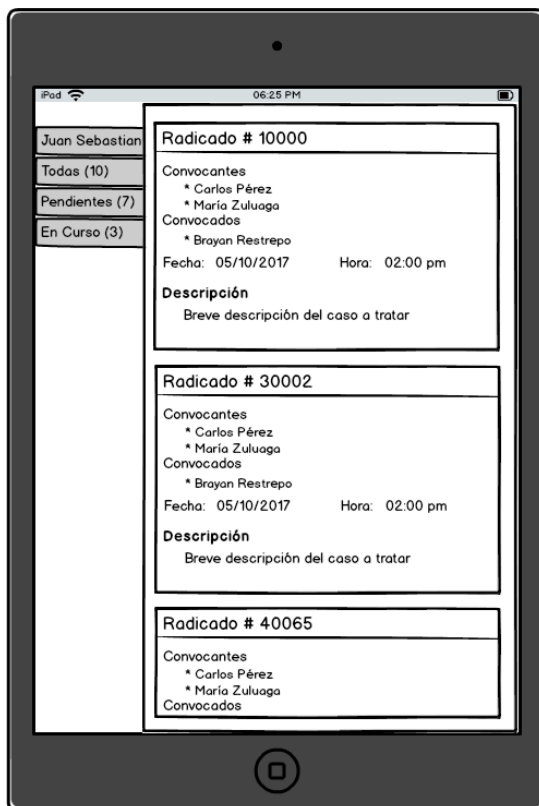 iPod
06:25 PM
Juan Sebastian
Todas (10)
Pendientes (7)
En Curso (3)
Radicado # 10000
Convocantes
* Carlos Pérez
* María Zuluaga
Convocados
* Brayan Restrepo
Fecha: 05/10/2017 Hora: 02:00 pm
Descripción
Breve descripción del caso a tratar
Radicado # 30002
Convocantes
* Carlos Pérez
* María Zuluaga
Convocados
* Brayan Restrepo
Fecha: 05/10/2017 Hora: 02:00 pm
Descripción
Breve descripción del caso a tratar
Radicado # 40065
Convocantes
* Carlos Pérez
* María Zuluaga
Convocados